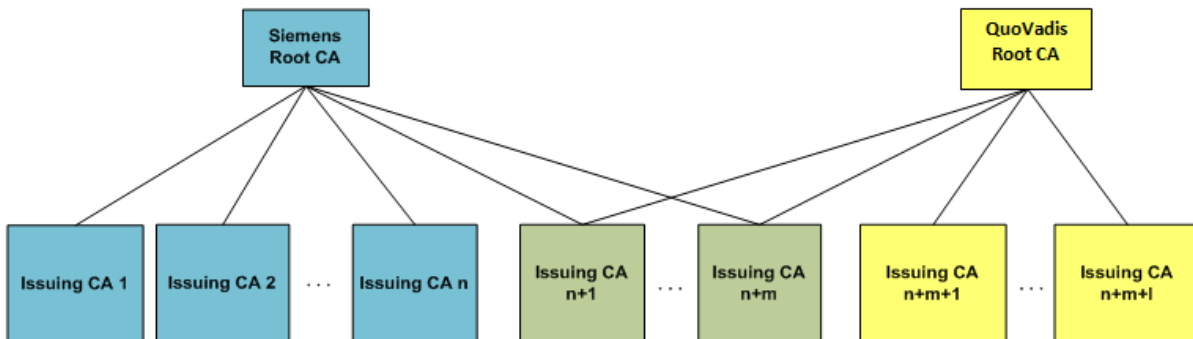 Siemens
Root CA
QuoVadis
Root CA
Issuing CA 1
Issuing CA 2
. . .
Issuing CA n
Issuing CA
n+1
. . .
Issuing CA
n+m
Issuing CA
n+m+1
. . .
Issuing CA
n+m+l